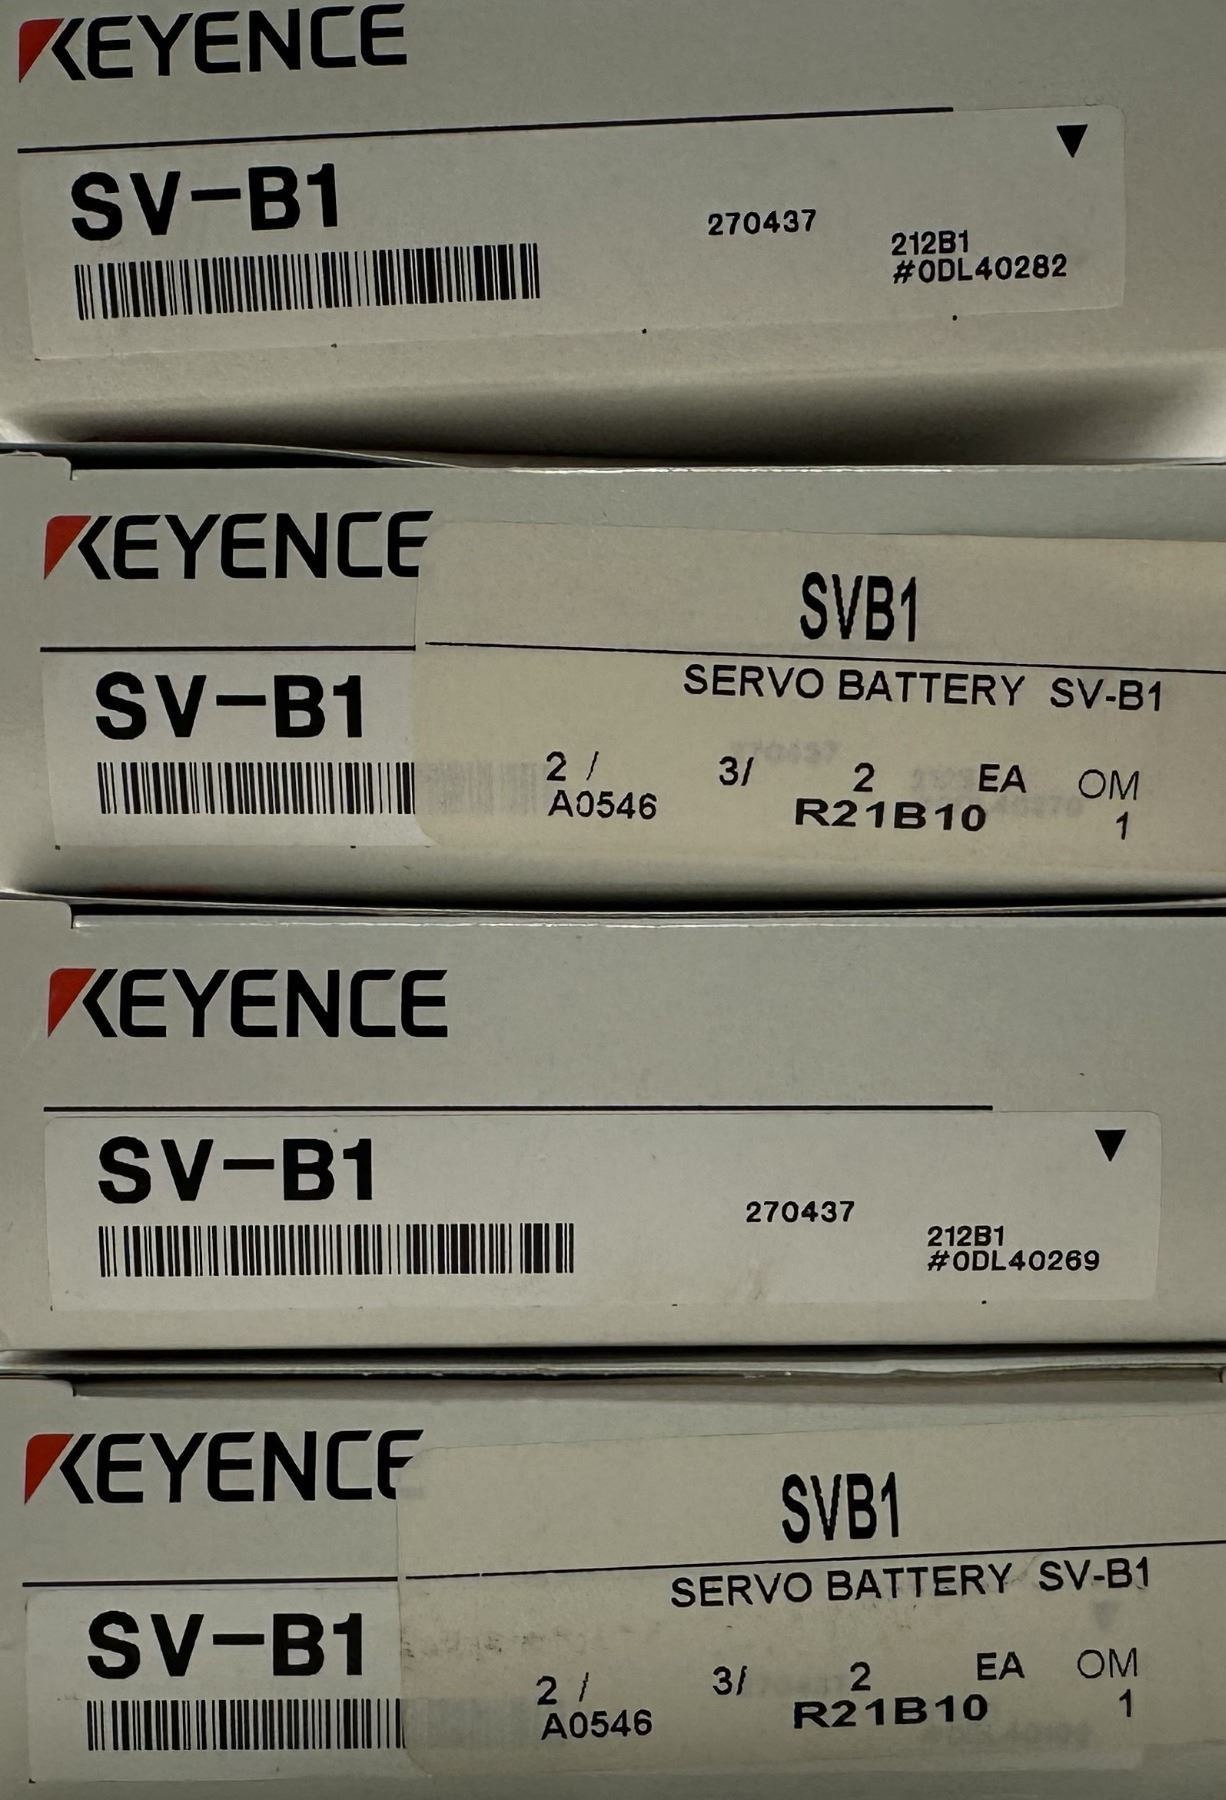 KEYENCE
SV-B1
270437
212B1
#0DL40282
KEYENCE
SV-B1
SVB1
SERVO BATTERY SV-B1
2 / 3/ 2 EA OM
A0546 R21B10 1
KEYENCE
SV-B1
270437
212B1
#0DL40269
KEYENCE
SV-B1
SVB1
SERVO BATTERY SV-B1
2 / 3/ 2 EA OM
A0546 R21B10 1